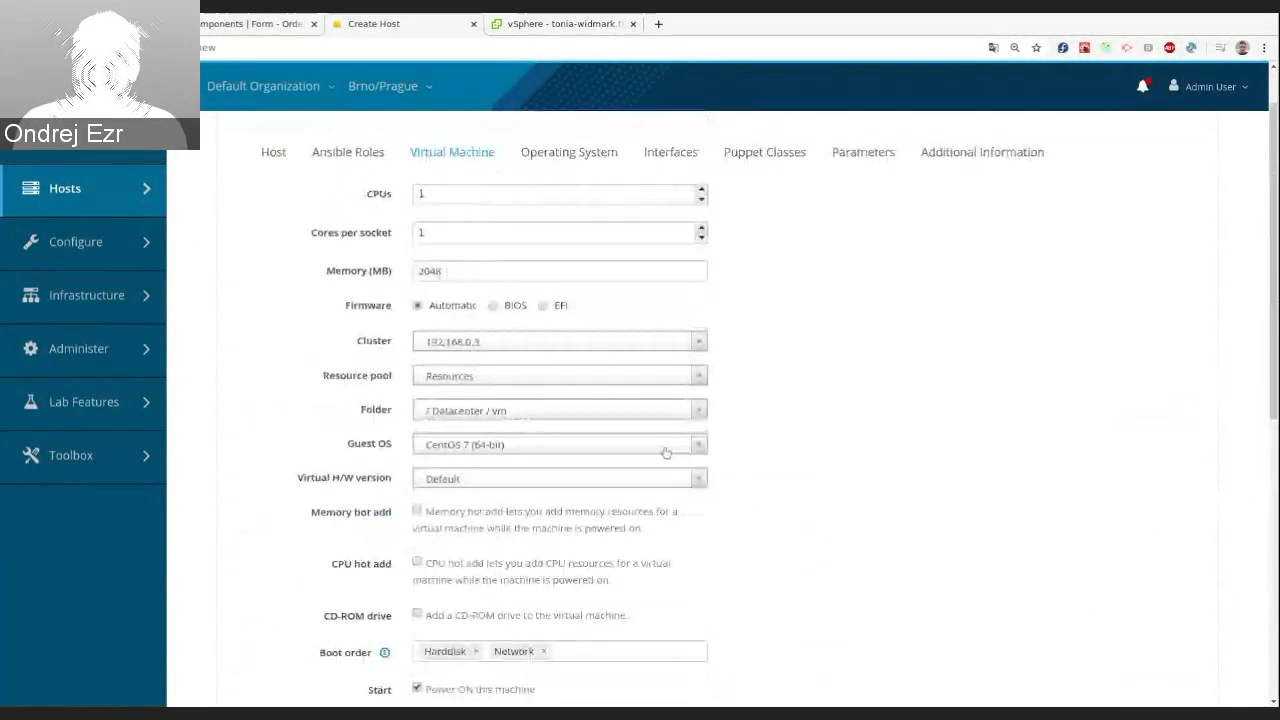 mponents | Form - Orde × Create Host × vSphere - tonia-widmark. × +
ew
Default Organization Brno/Prague Admin User
Ondrej Ezr
Host Ansible Roles Virtual Machine Operating System Interfaces Puppet Classes Parameters Additional Information
Hosts
Configure
Infrastructure
Administer
Lab Features
Toolbox
CPUs 1
Cores per socket 1
Memory (MB) 2048
Firmware Automatic BIOS EFI
Cluster 192.168.0.3
Resource pool Resources
Folder / Datacenter / vm
Guest OS CentOS 7 (64-bit)
Virtual H/W version Default
Memory hot add Memory hot add lets you add memory resources for a
virtual machine while the machine is powered on.
CPU hot add CPU hot add lets you add CPU resources for a virtual
machine while the machine is powered on.
CD-ROM drive Add a CD-ROM drive to the virtual machine.
Boot order Harddisk × Network ×
Start Power ON this machine